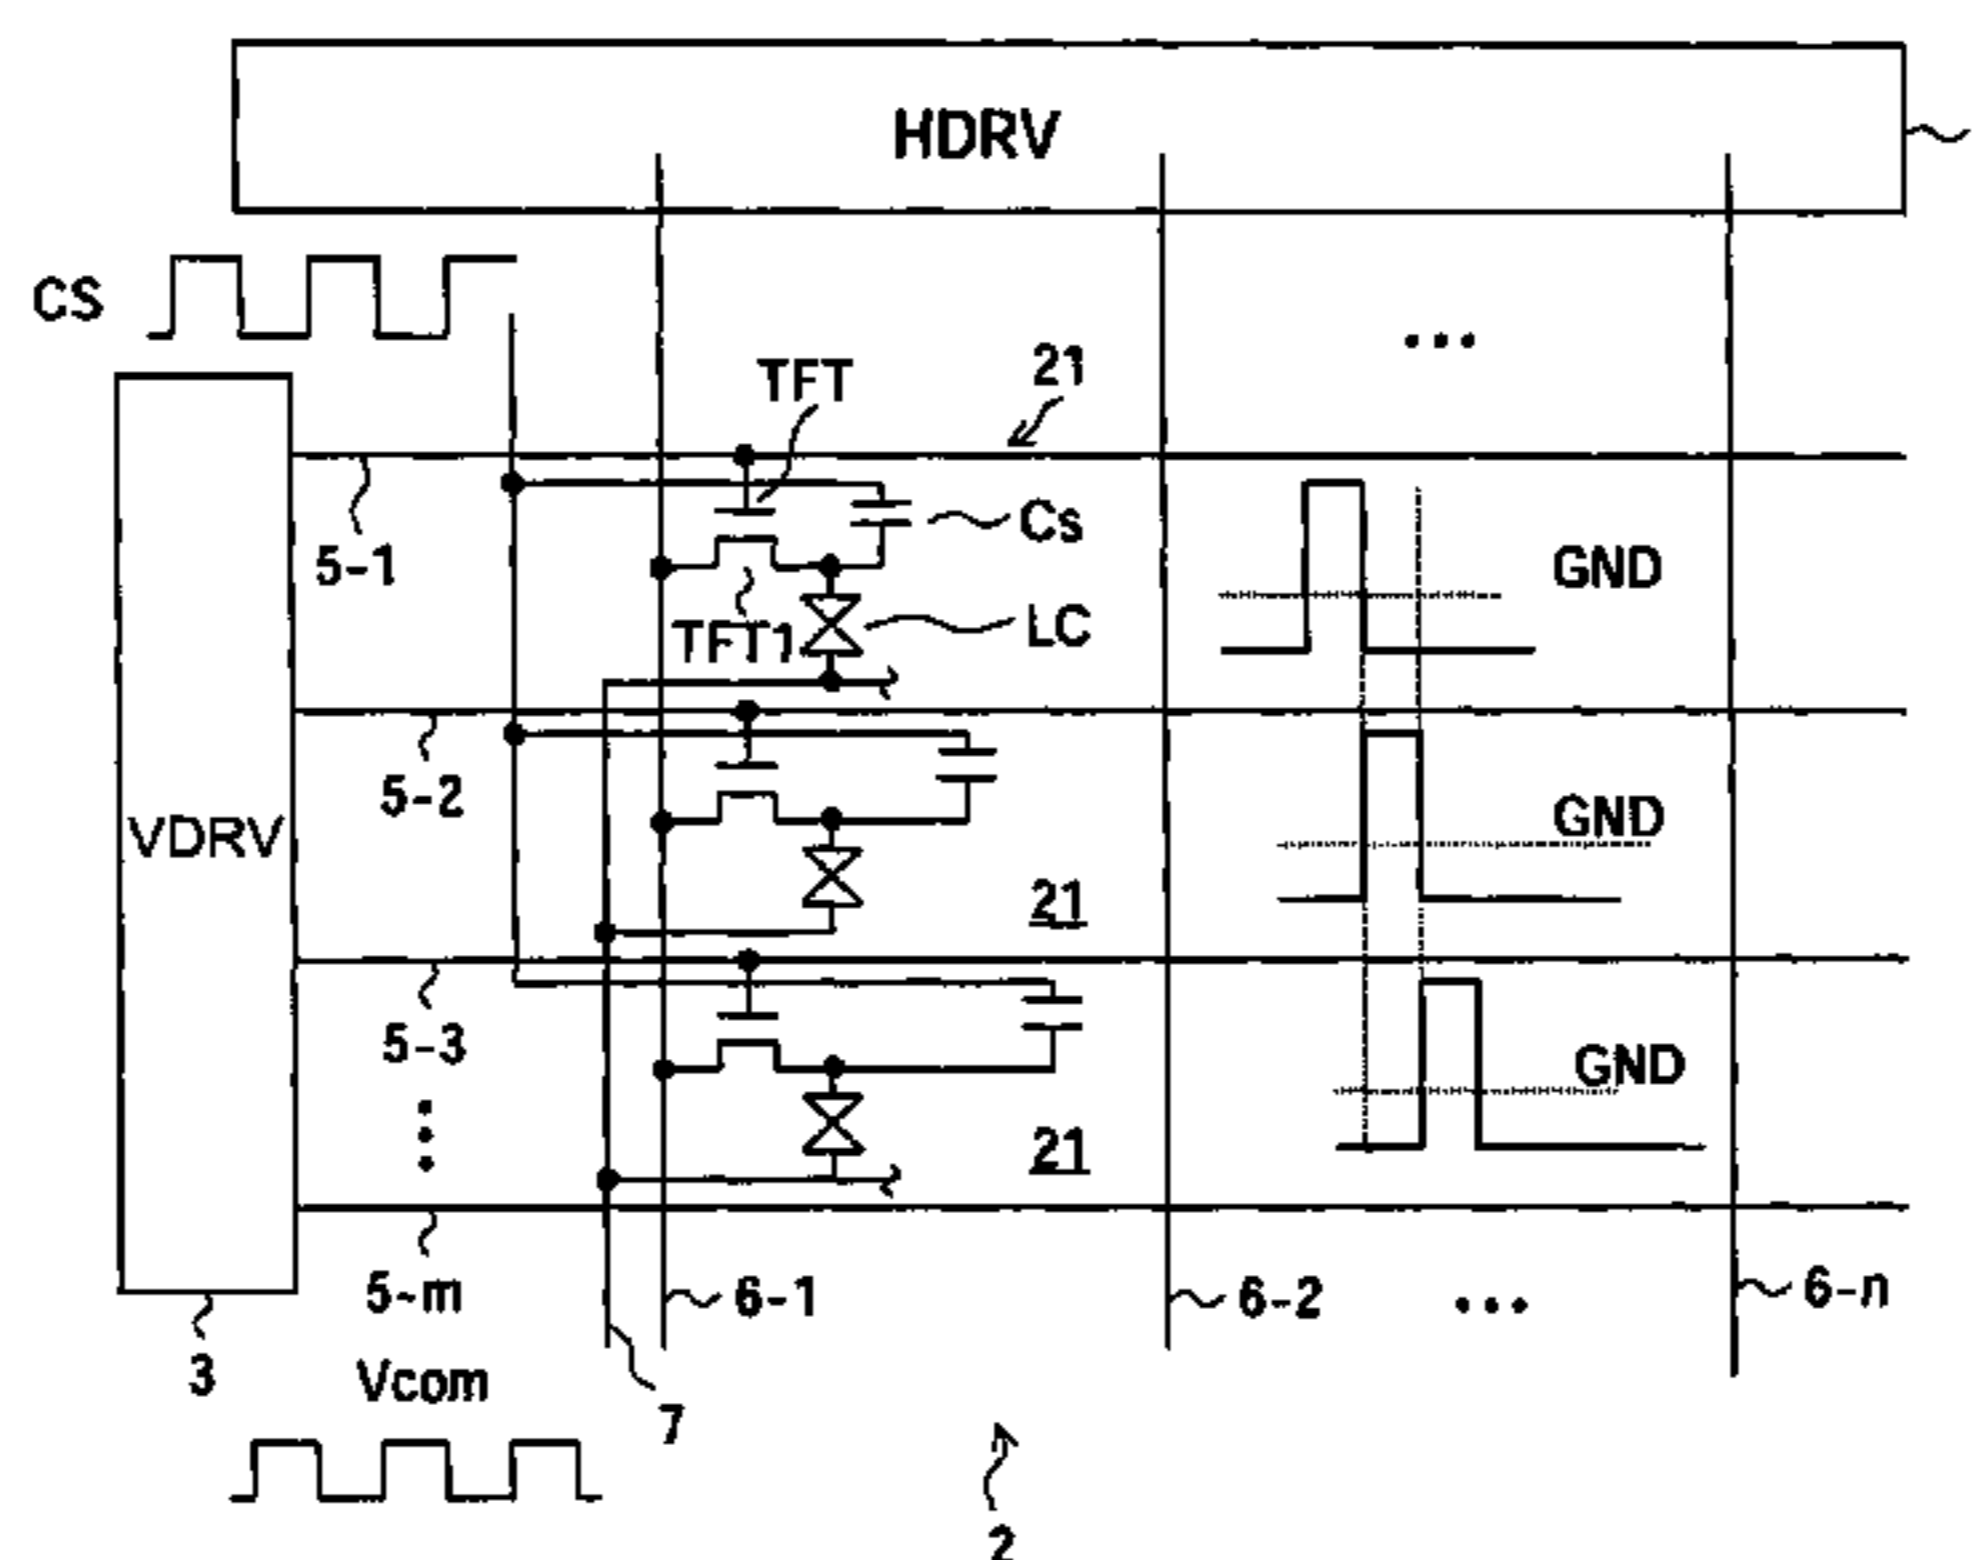 HDRV
CS
...
21
TFT
Cs
5-1
GND
TFT1
LC
5-2
GND
VDRV
21
5-3
GND
21
5-m
6-1
6-2
...
6-n
3
Vcom
7
2